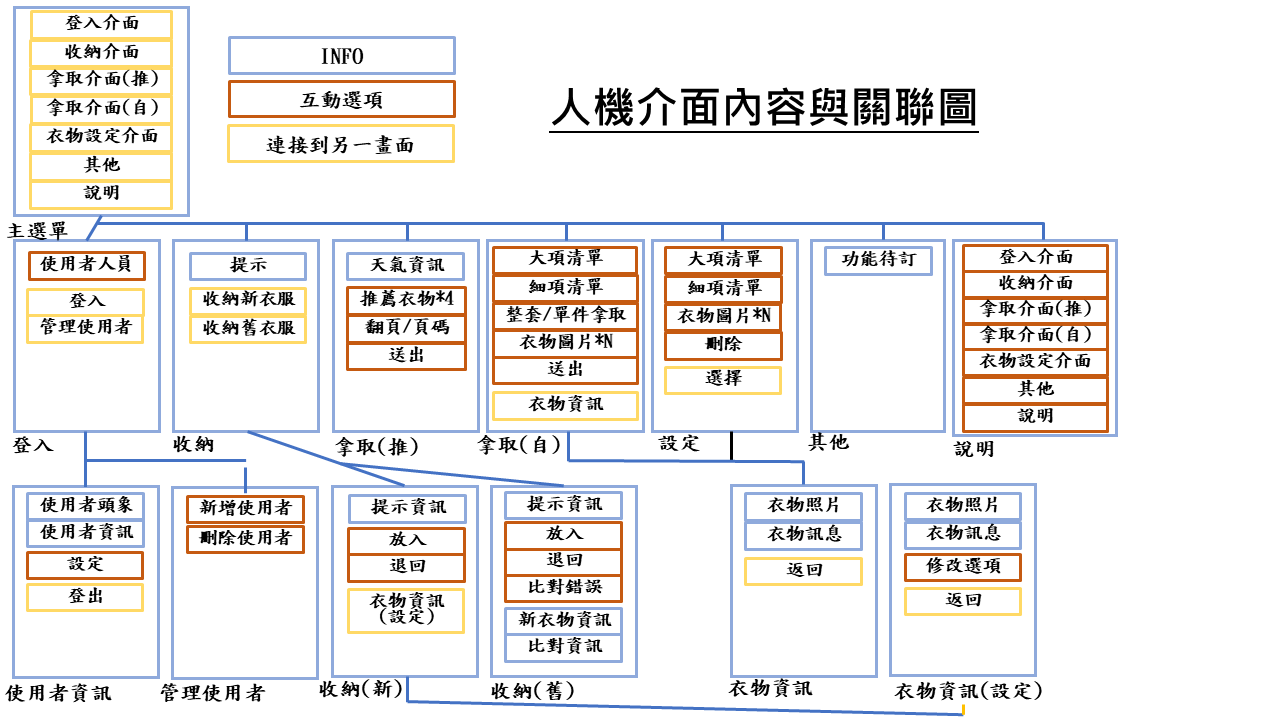 登入介面
收納介面
拿取介面(推)
拿取介面(自)
衣物設定介面
其他
說明
主選單
INFO
互動選項
連接到另一畫面
人機介面內容與關聯圖
使用者人員
登入
管理使用者
登入
提示
收納新衣服
收納舊衣服
收納
天氣資訊
推薦衣物*4
翻頁/頁碼
送出
拿取(推)
大項清單
細項清單
整套/單件拿取
衣物圖片*N
送出
衣物資訊
拿取(自)
大項清單
細項清單
衣物圖片*N
刪除
選擇
設定
功能待訂
其他
登入介面
收納介面
拿取介面(推)
拿取介面(自)
衣物設定介面
其他
說明
說明
使用者頭象
使用者資訊
設定
登出
使用者資訊
新增使用者
刪除使用者
管理使用者
提示資訊
放入
退回
衣物資訊
(設定)
收納(新)
提示資訊
放入
退回
比對錯誤
新衣物資訊
比對資訊
收納(舊)
衣物照片
衣物訊息
返回
衣物資訊
衣物照片
衣物訊息
修改選項
返回
衣物資訊(設定)